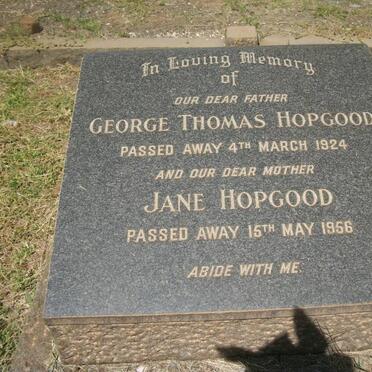 In Loving Memory
of
OUR DEAR FATHER
GEORGE THOMAS HOPGOOD
PASSED AWAY 4TH MARCH 1924
AND OUR DEAR MOTHER
JANE HOPGOOD
PASSED AWAY 15TH MAY 1956
ABIDE WITH ME.